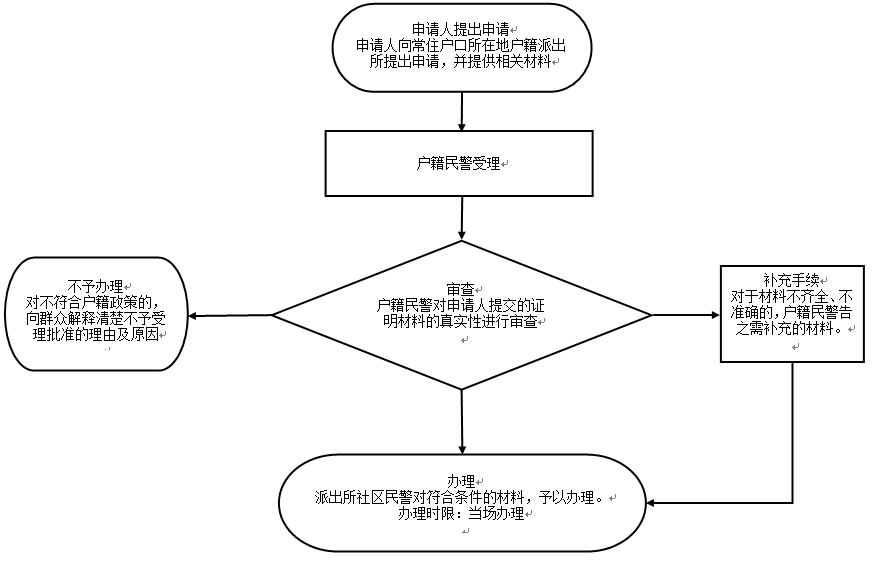 申请人提出申请
申请人向常住户口所在地户籍派出
所提出申请，并提供相关材料
户籍民警受理
审查
户籍民警对申请人提交的证
明材料的真实性进行审查
不予办理
对不符合户籍政策的，
向群众解释清楚不予受
理批准的理由及原因
补充手续
对于材料不齐全、不
准确的，户籍民警告
之需补充的材料。
办理
派出所社区民警对符合条件的材料，予以办理。
办理时限：当场办理